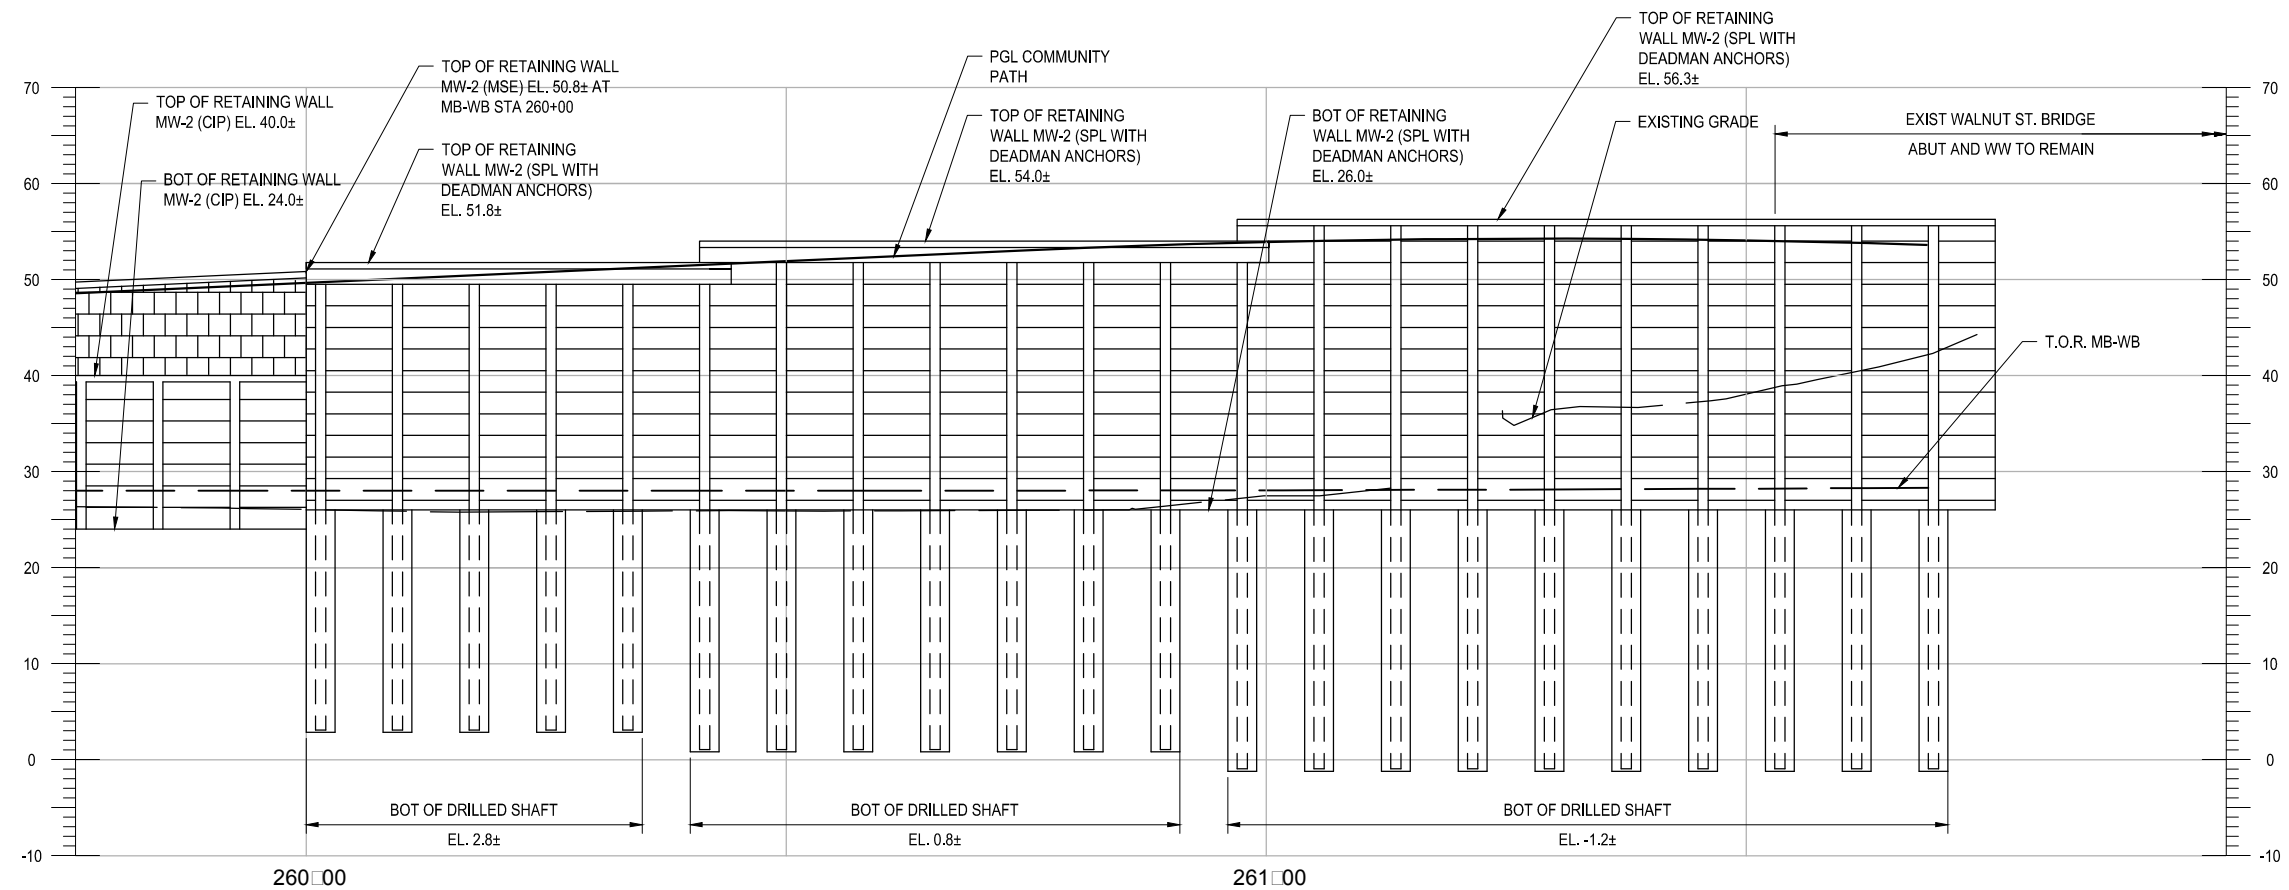 TOP OF RETAINING
WALL MW-2 (SPL WITH
DEADMAN ANCHORS)
EL. 56.3±
PGL COMMUNITY
PATH
TOP OF RETAINING WALL
MW-2 (MSE) EL. 50.8± AT
MB-WB STA 260+00
TOP OF RETAINING WALL
MW-2 (CIP) EL. 40.0±
TOP OF RETAINING
WALL MW-2 (SPL WITH
DEADMAN ANCHORS)
EL. 54.0±
BOT OF RETAINING
WALL MW-2 (SPL WITH
DEADMAN ANCHORS)
EL. 26.0±
EXISTING GRADE
EXIST WALNUT ST. BRIDGE
ABUT AND WW TO REMAIN
TOP OF RETAINING
WALL MW-2 (SPL WITH
DEADMAN ANCHORS)
EL. 51.8±
BOT OF RETAINING WALL
MW-2 (CIP) EL. 24.0±
T.O.R. MB-WB
70
60
50
40
30
20
10
0
-10
70
60
50
40
30
20
10
0
-10
BOT OF DRILLED SHAFT
EL. 2.8±
BOT OF DRILLED SHAFT
EL. 0.8±
BOT OF DRILLED SHAFT
EL. -1.2±
260□00
261□00